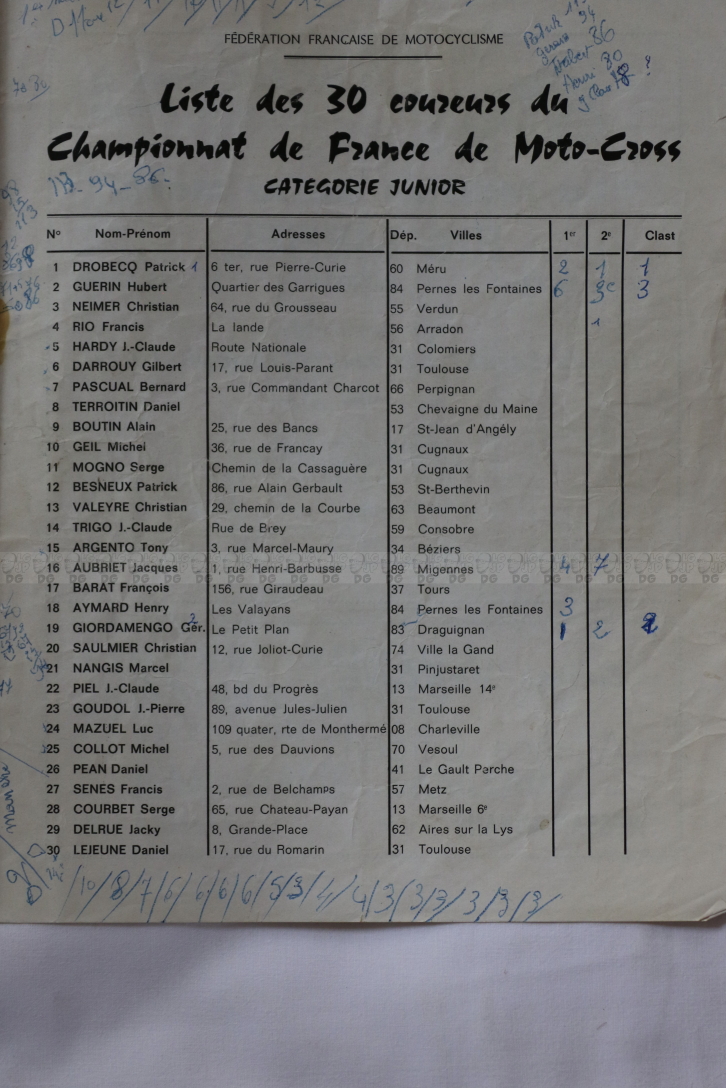 FÉDÉRATION FRANCAISE DE MOTOCYCLISME
Liste des 30 coureurs du
Championnat de France de Moto-Cross
CATEGORIE JUNIOR
94 - 86
N° Nom-Prénom Adresses Dép. Villes 1er 2e Clast
1 DROBECQ Patrick 1 6 ter, rue Pierre-Curie 60 Méru 2 1 1
2 GUERIN Hubert Quartier des Garrigues 84 Pernes les Fontaines 6 3e 3
3 NEIMER Christian 64, rue du Grousseau 55 Verdun
4 RIO Francis La lande 56 Arradon 1
5 HARDY J.-Claude Route Nationale 31 Colomiers
6 DARROUY Gilbert 17, rue Louis-Parant 31 Toulouse
7 PASCUAL Bernard 3, rue Commandant Charcot 66 Perpignan
8 TERROITIN Daniel 53 Chevaigne du Maine
9 BOUTIN Alain 25, rue des Bancs 17 St-Jean d'Angély
10 GEIL Michel 36, rue de Francay 31 Cugnaux
11 MOGNO Serge Chemin de la Cassaguère 31 Cugnaux
12 BESNEUX Patrick 86, rue Alain Gerbault 53 St-Berthevin
13 VALEYRE Christian 29, chemin de la Courbe 63 Beaumont
14 TRIGO J.-Claude Rue de Brey 59 Consobre
15 ARGENTO Tony 3, rue Marcel-Maury 34 Béziers
16 AUBRIET Jacques 1, rue Henri-Barbusse 89 Migennes 4 7
17 BARAT François 156, rue Giraudeau 37 Tours
18 AYMARD Henry Les Valayans 84 Pernes les Fontaines 3
19 GIORDAMENGO Gér. 2 Le Petit Plan 83 Draguignan 1 2 2
20 SAULMIER Christian 12, rue Joliot-Curie 74 Ville la Gand
21 NANGIS Marcel 31 Pinjustaret
22 PIEL J.-Claude 48, bd du Progrès 13 Marseille 14e
23 GOUDOL J.-Pierre 89, avenue Jules-Julien 31 Toulouse
24 MAZUEL Luc 109 quater, rte de Monthermé 08 Charleville
25 COLLOT Michel 5, rue des Dauvions 70 Vesoul
26 PEAN Daniel 41 Le Gault Perche
27 SENES Francis 2, rue de Belchamps 57 Metz
28 COURBET Serge 65, rue Chateau-Payan 13 Marseille 6e
29 DELRUE Jacky 8, Grande-Place 62 Aires sur la Lys
30 LEJEUNE Daniel 17, rue du Romarin 31 Toulouse
/10/8/7/6/6/6/6/5/3/4/4/3/3/3/3/3/3/